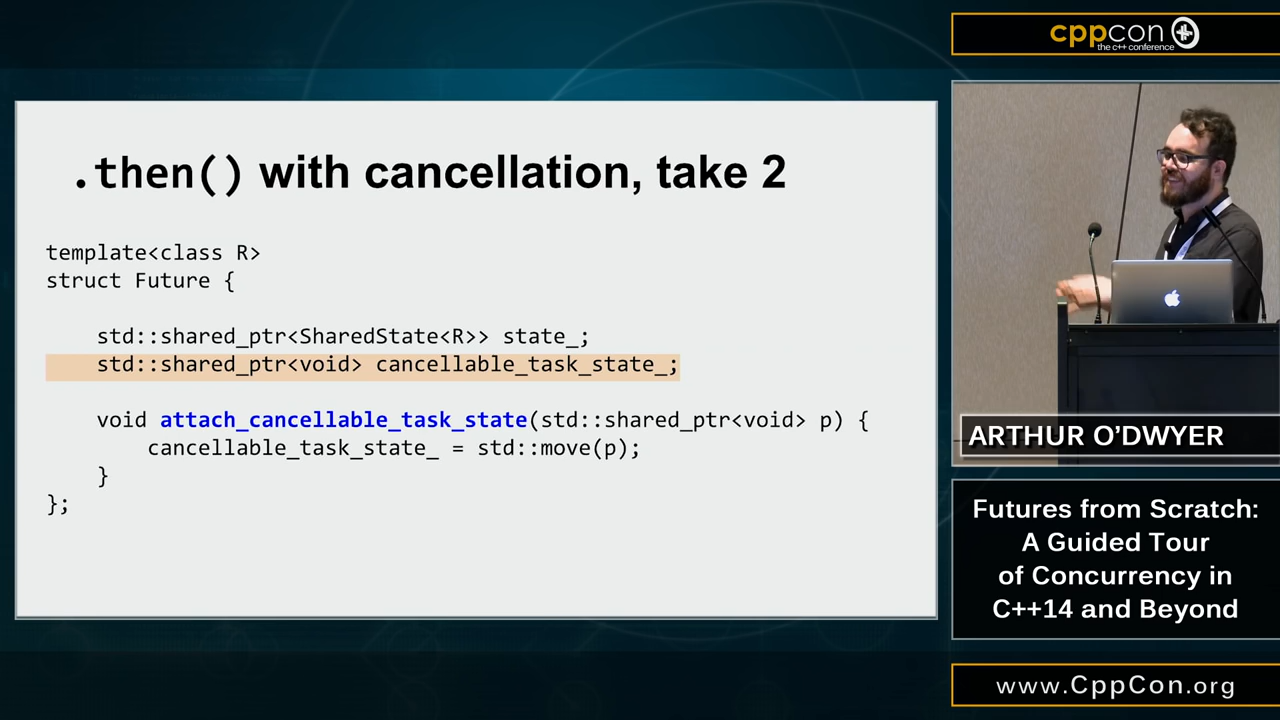 .then() with cancellation, take 2
template<class R>
struct Future {
std::shared_ptr<SharedState<R>> state_;
std::shared_ptr<void> cancellable_task_state_;
void attach_cancellable_task_state(std::shared_ptr<void> p) {
cancellable_task_state_ = std::move(p);
}
};
cppcon
the c++ conference
ARTHUR O'DWYER
Futures from Scratch:
A Guided Tour
of Concurrency in
C++14 and Beyond
www.CppCon.org